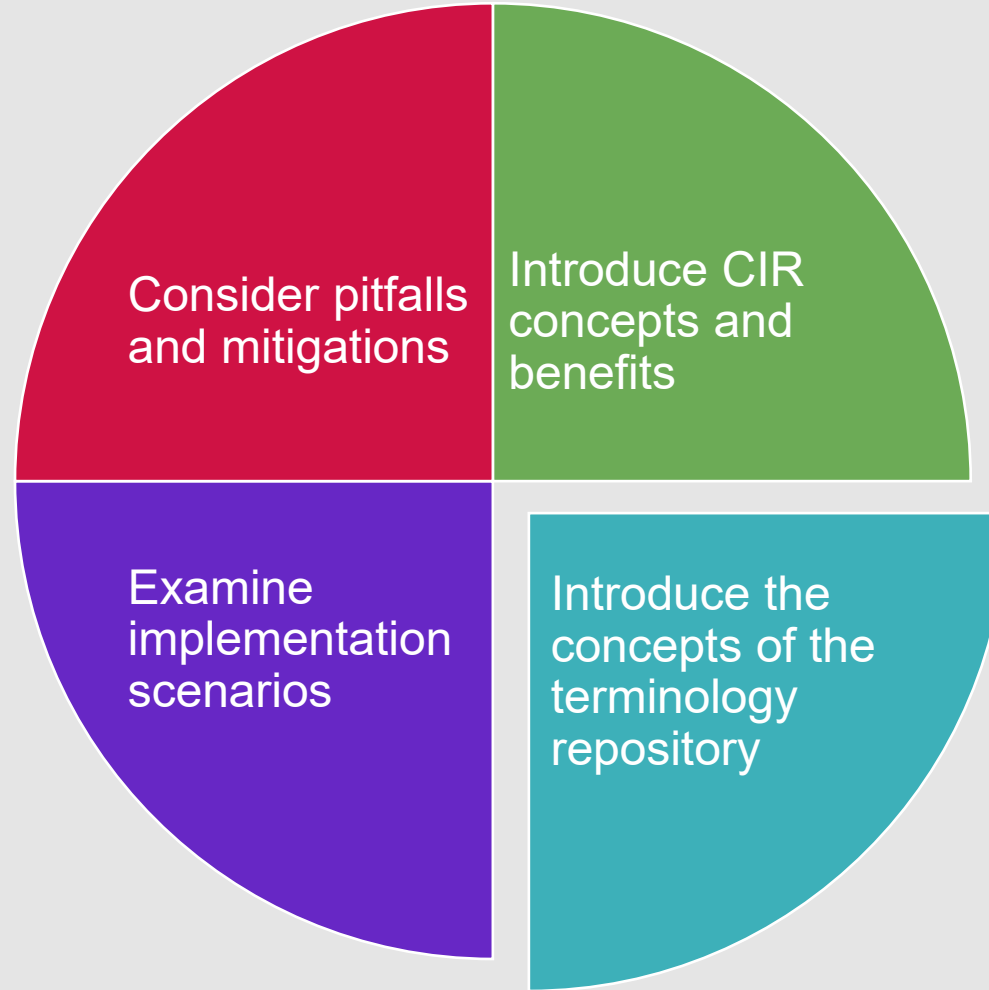 Consider pitfalls
and mitigations
Introduce CIR
concepts and
benefits
Examine
implementation
scenarios
Introduce the
concepts of the
terminology
repository